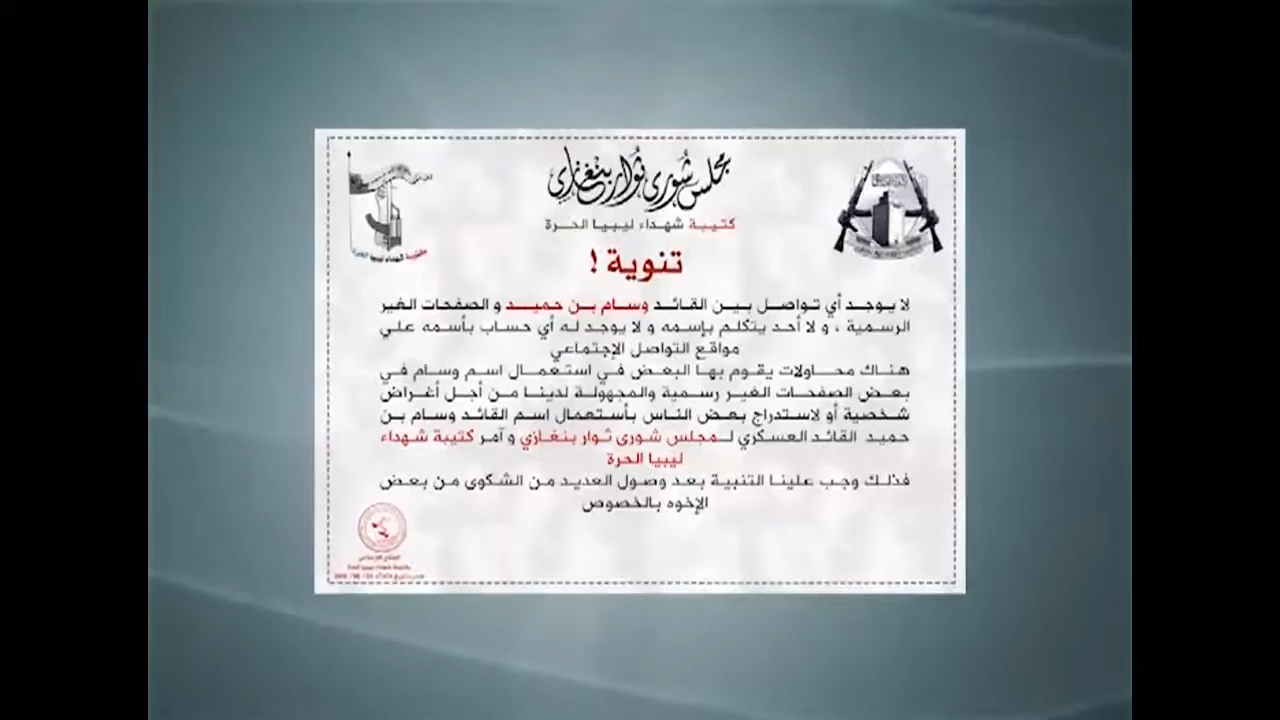 مجلس شورى ثوار بنغازي
كتيبة شهداء ليبيا الحرة
تنوية !
لا يوجد أي تواصل بين القائد وسام بن حميد و الصفحات الغير
الرسمية ، و لا أحد يتكلم بإسمه و لا يوجد له أي حساب بأسمه علي
مواقع التواصل الإجتماعي
هناك محاولات يقوم بها البعض في استعمال اسم وسام في
بعض الصفحات الغير رسمية والمجهولة لدينا من أجل أغراض
شخصية أو لاستدراج بعض الناس بأستعمال اسم القائد وسام بن
حميد القائد العسكري لـمجلس شورى ثوار بنغازي و آمر كتيبة شهداء
ليبيا الحرة
فذلك وجب علينا التنبية بعد وصول العديد من الشكوى من بعض
الإخوه بالخصوص